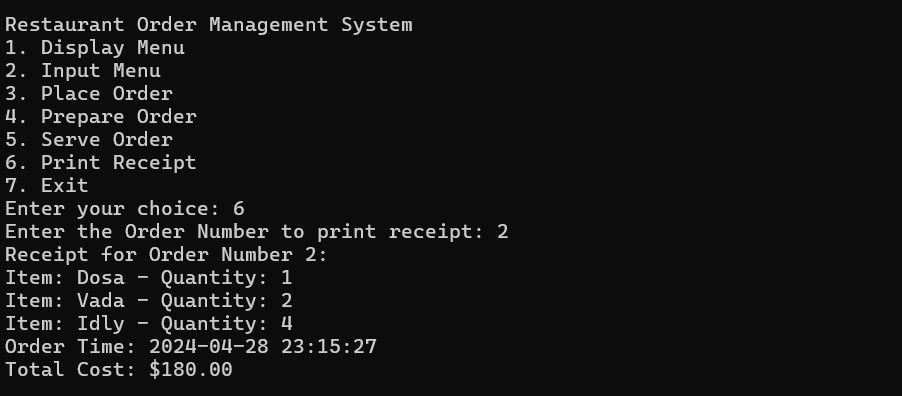 Restaurant Order Management System
1. Display Menu
2. Input Menu
3. Place Order
4. Prepare Order
5. Serve Order
6. Print Receipt
7. Exit
Enter your choice: 6
Enter the Order Number to print receipt: 2
Receipt for Order Number 2:
Item: Dosa - Quantity: 1
Item: Vada - Quantity: 2
Item: Idly - Quantity: 4
Order Time: 2024-04-28 23:15:27
Total Cost: $180.00